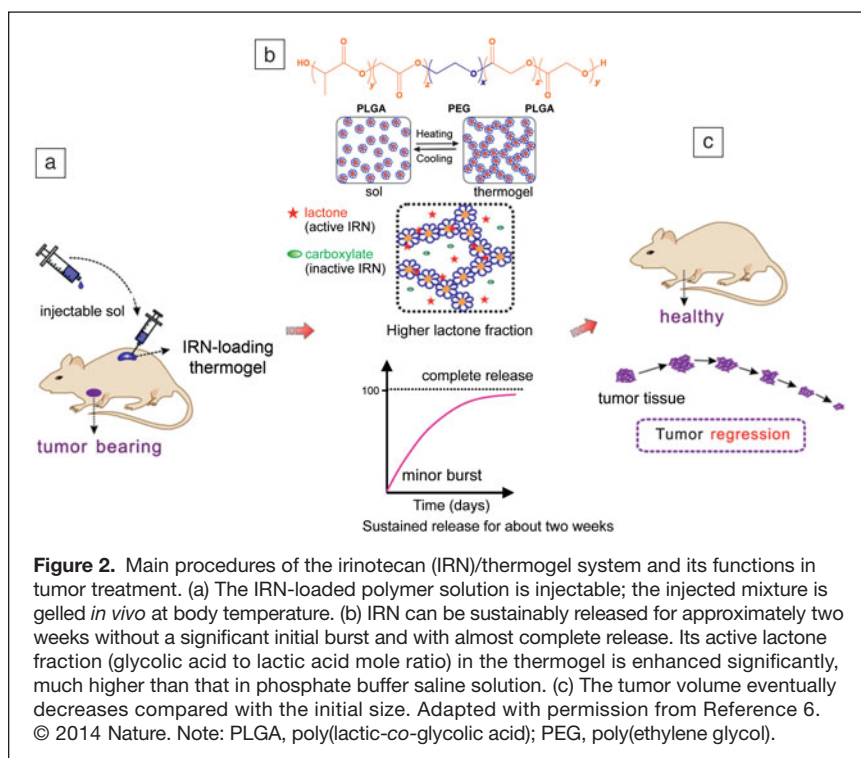 b
HO
O
O
y
O
O
z
O
x
O
O
z
O
O
H
y
PLGA PEG PLGA
Heating
Cooling
sol thermogel
a
injectable sol
IRN-loading
thermogel
tumor bearing
lactone
(active IRN)
carboxylate
(inactive IRN)
Higher lactone fraction
100
complete release
minor burst
Time (days)
Sustained release for about two weeks
c
healthy
tumor tissue
Tumor regression
Figure 2. Main procedures of the irinotecan (IRN)/thermogel system and its functions in
tumor treatment. (a) The IRN-loaded polymer solution is injectable; the injected mixture is
gelled in vivo at body temperature. (b) IRN can be sustainably released for approximately two
weeks without a significant initial burst and with almost complete release. Its active lactone
fraction (glycolic acid to lactic acid mole ratio) in the thermogel is enhanced significantly,
much higher than that in phosphate buffer saline solution. (c) The tumor volume eventually
decreases compared with the initial size. Adapted with permission from Reference 6.
© 2014 Nature. Note: PLGA, poly(lactic-co-glycolic acid); PEG, poly(ethylene glycol).